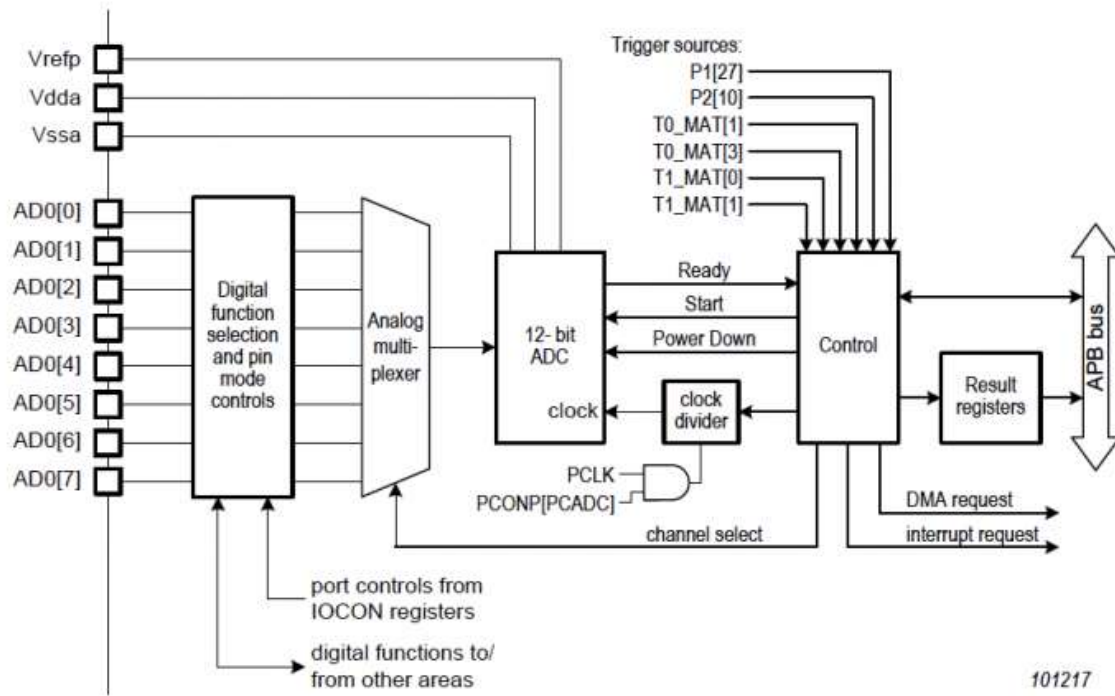 Vrefp
Vdda
Vssa
AD0[0]
AD0[1]
AD0[2]
AD0[3]
AD0[4]
AD0[5]
AD0[6]
AD0[7]
Digital
function
selection
and pin
mode
controls
Analog
multi-
plexer
12- bit
ADC
clock
Trigger sources:
P1[27]
P2[10]
T0_MAT[1]
T0_MAT[3]
T1_MAT[0]
T1_MAT[1]
Ready
Start
Power Down
clock
divider
PCLK
PCONP[PCADC]
channel select
Control
Result
registers
APB bus
DMA request
interrupt request
port controls from
IOCON registers
digital functions to/
from other areas
101217